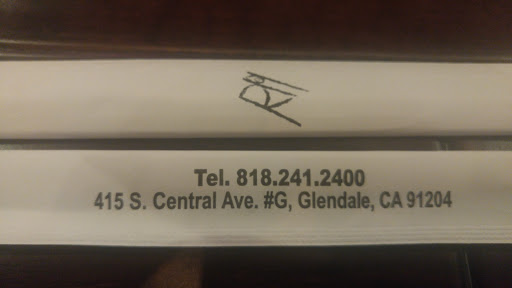 Tel. 818.241.2400
415 S. Central Ave. #G, Glendale, CA 91204